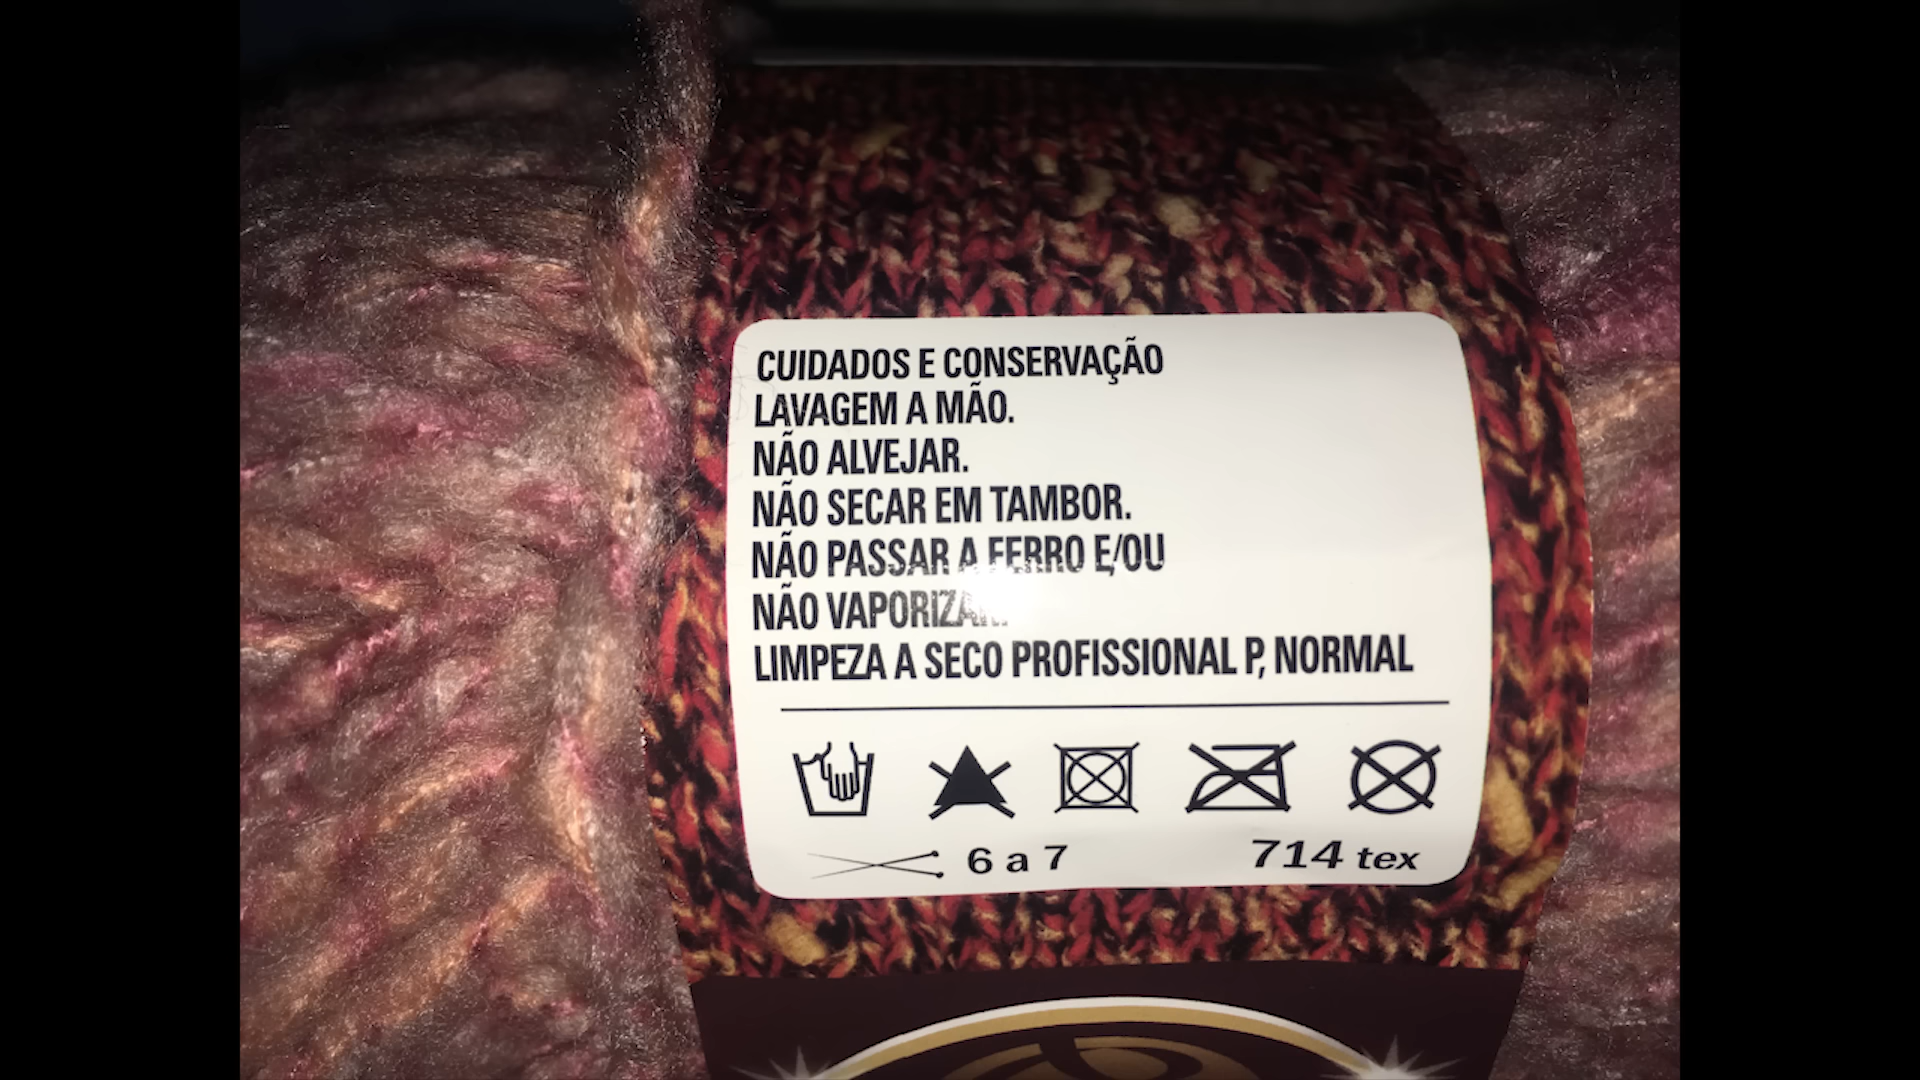 CUIDADOS E CONSERVAÇÃO
LAVAGEM A MÃO.
NÃO ALVEJAR.
NÃO SECAR EM TAMBOR.
NÃO PASSAR A FERRO E/OU
NÃO VAPORIZAR.
LIMPEZA A SECO PROFISSIONAL P, NORMAL
6 a 7
714 tex